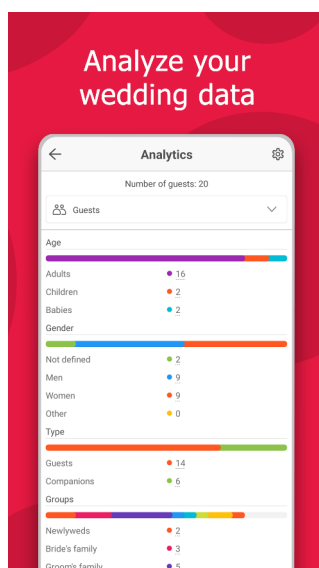 Analyze your
wedding data
Analytics
Number of guests: 20
Guests
Age
Adults 16
Children 2
Babies 2
Gender
Not defined 2
Men 9
Women 9
Other 0
Type
Guests 14
Companions 6
Groups
Newlyweds 2
Bride's family 3
Groom's family 5